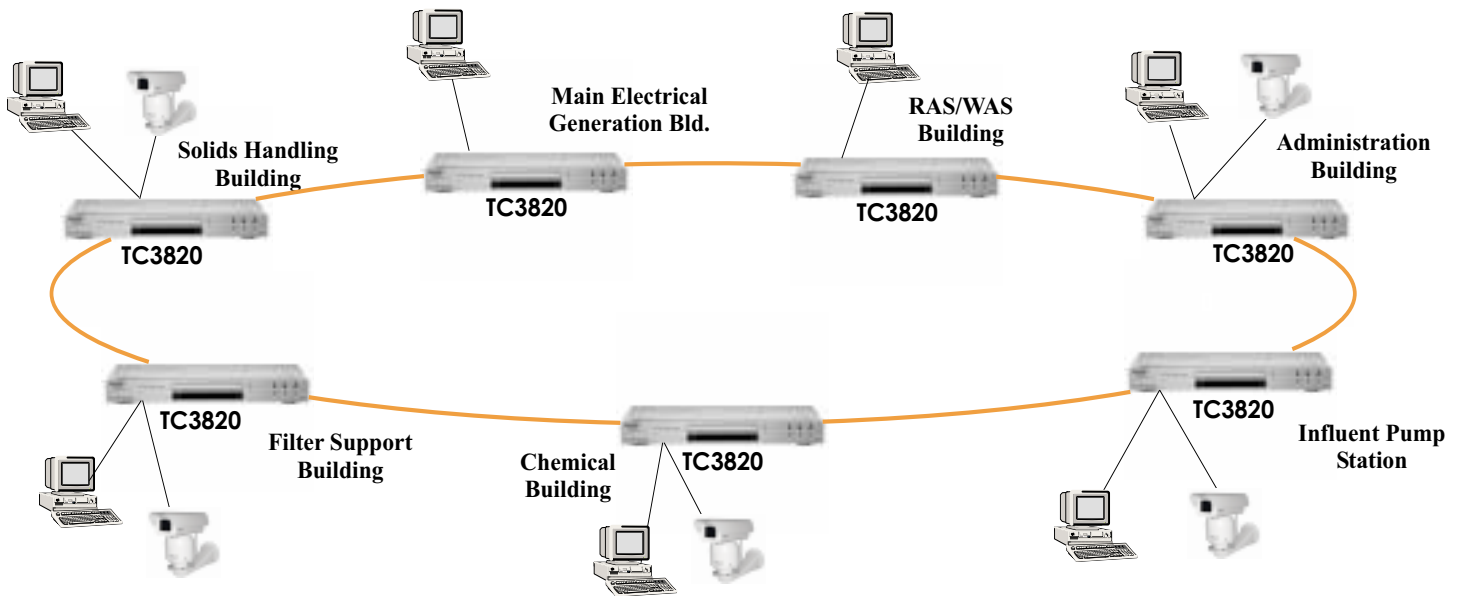 Main Electrical
Generation Bld.
RAS/WAS
Building
Solids Handling
Building
Administration
Building
TC3820
TC3820
TC3820
TC3820
TC3820
TC3820
TC3820
Filter Support
Building
Chemical
Building
Influent Pump
Station